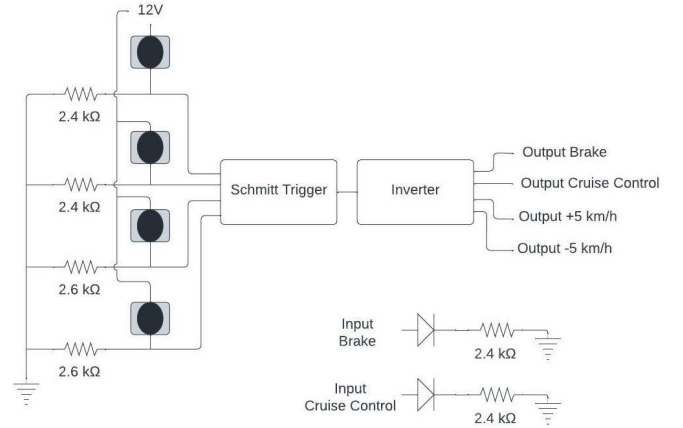 12V
2.4 kΩ
2.4 kΩ
2.6 kΩ
2.6 kΩ
Schmitt Trigger
Inverter
Output Brake
Output Cruise Control
Output +5 km/h
Output -5 km/h
Input
Brake
2.4 kΩ
Input
Cruise Control
2.4 kΩ